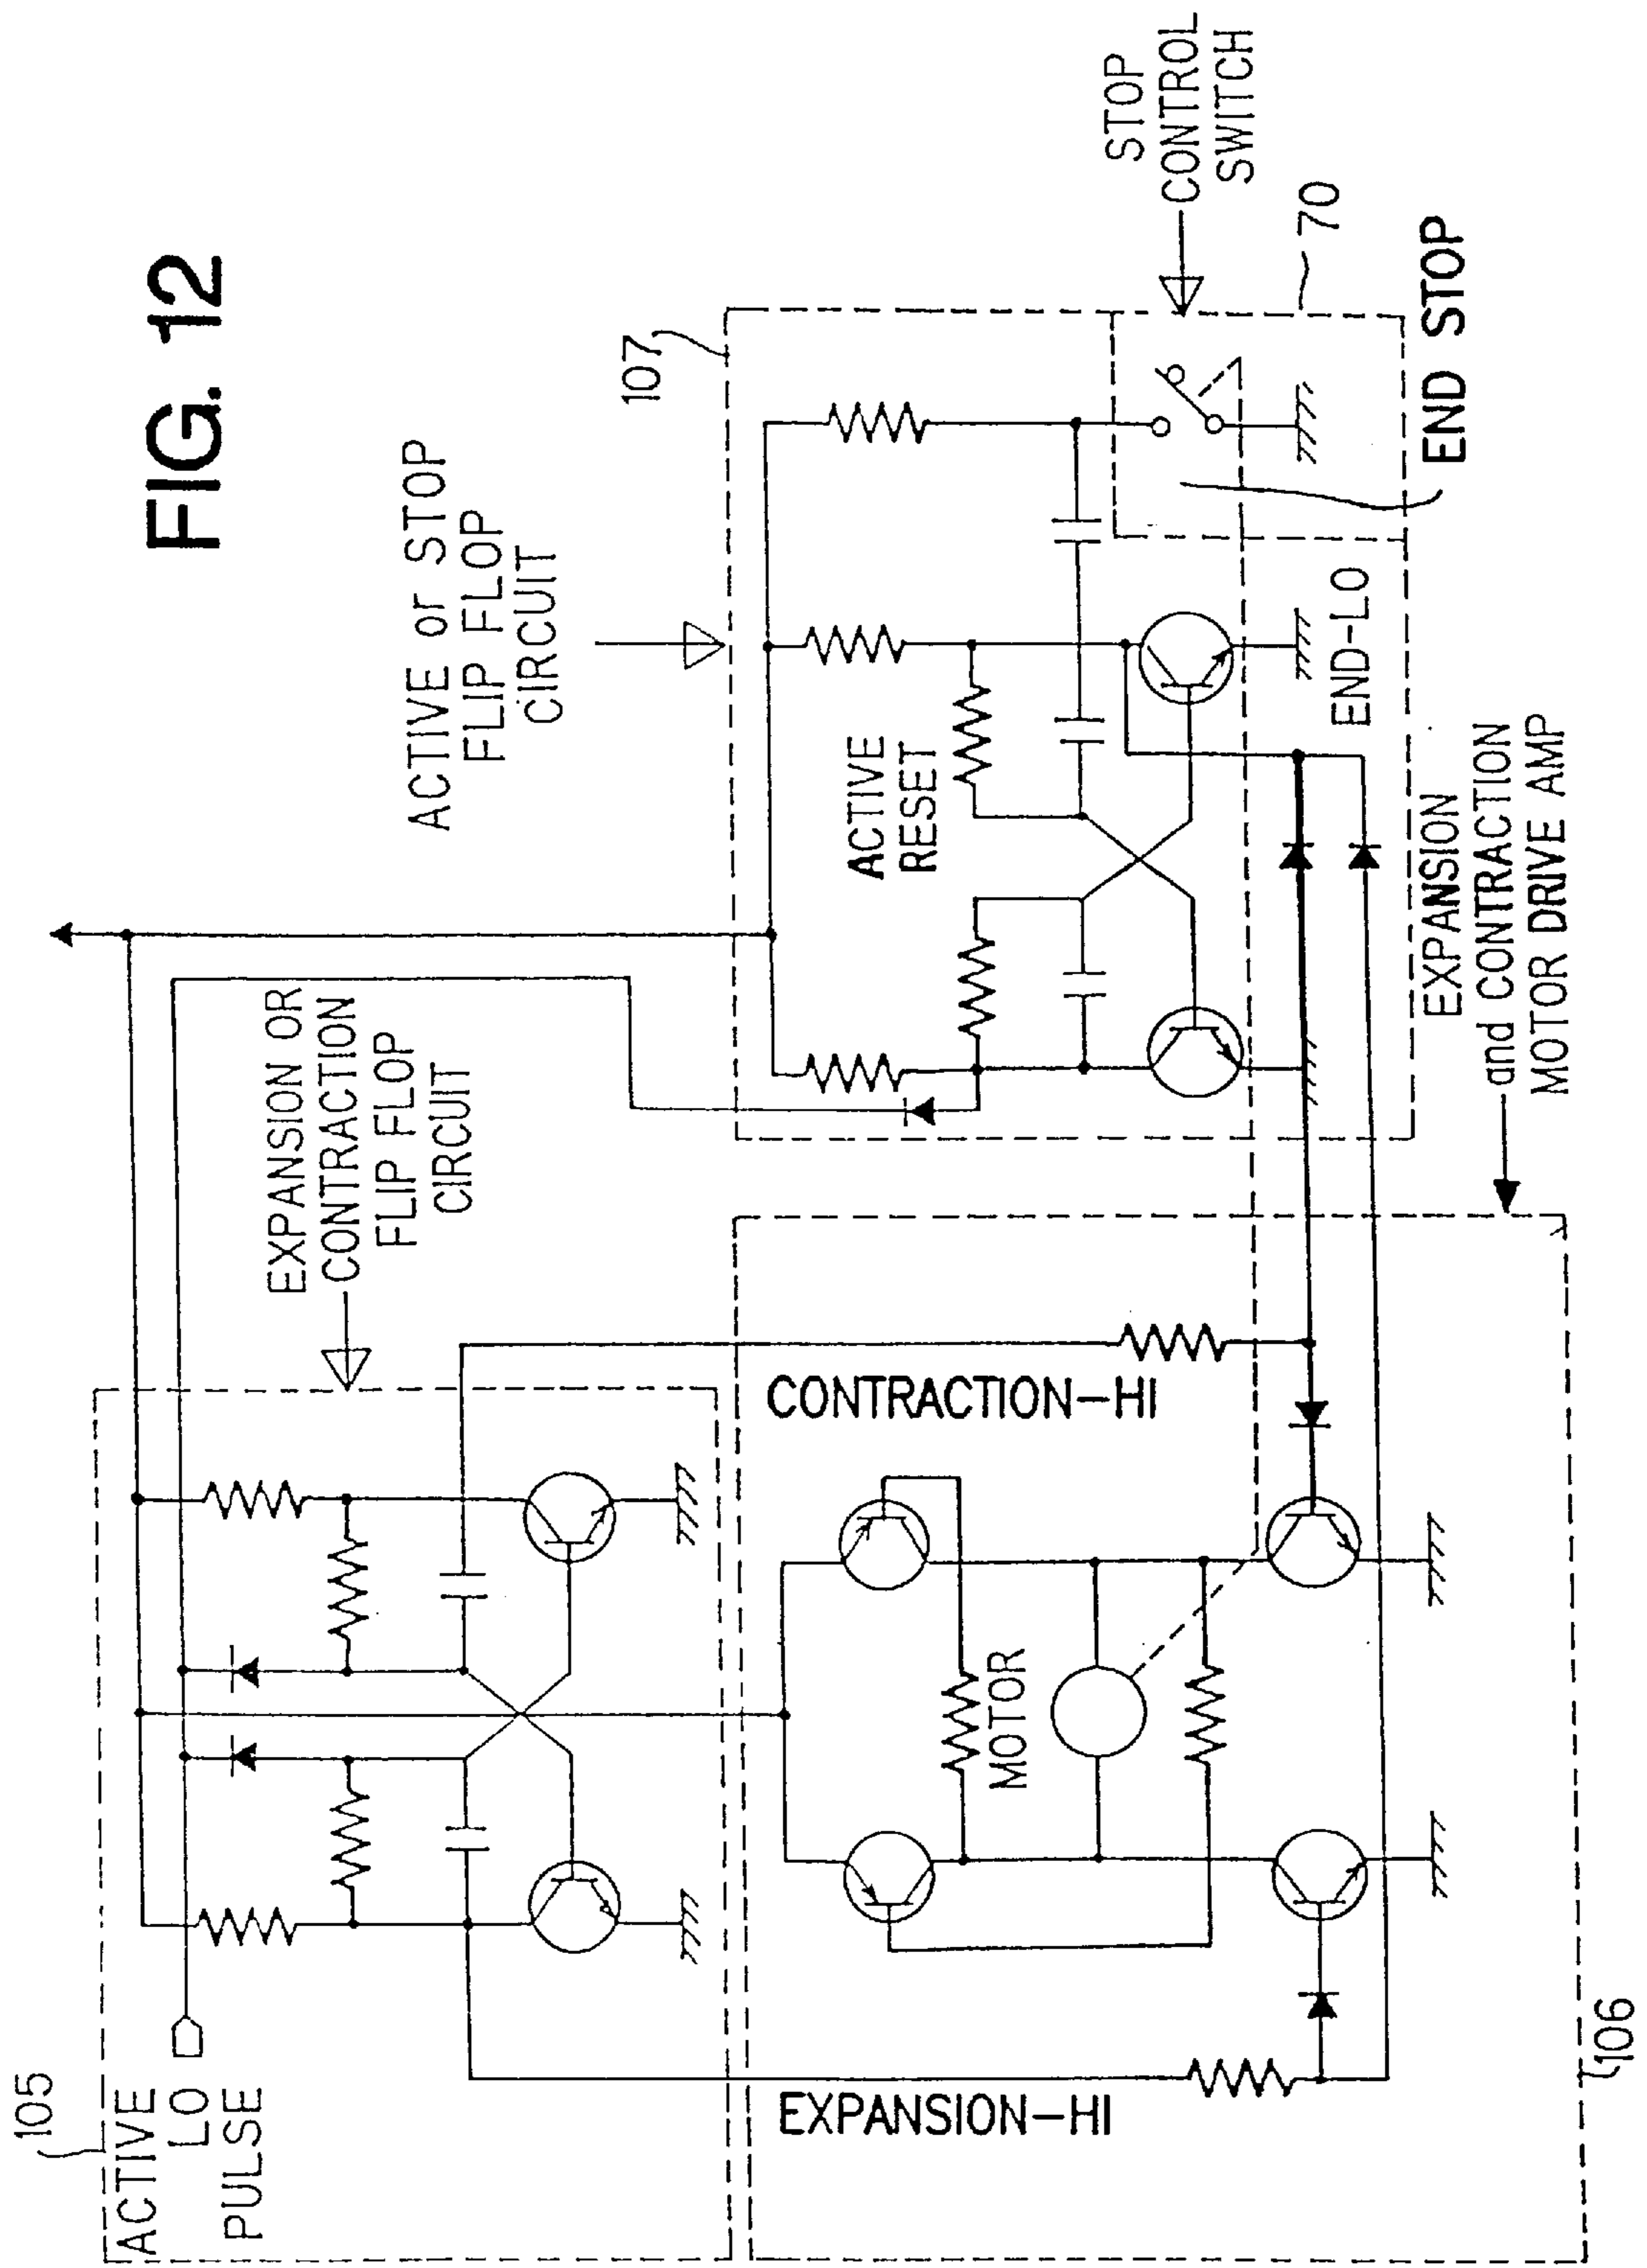 FIG. 12
105
ACTIVE
LO
PULSE
EXPANSION OR
CONTRACTION
FLIP FLOP
CIRCUIT
ACTIVE or STOP
FLIP FLOP
CIRCUIT
107
ACTIVE
RESET
STOP
CONTROL
SWITCH
70
END STOP
END-LO
EXPANSION
and CONTRACTION
MOTOR DRIVE AMP
CONTRACTION-HI
MOTOR
EXPANSION-HI
106